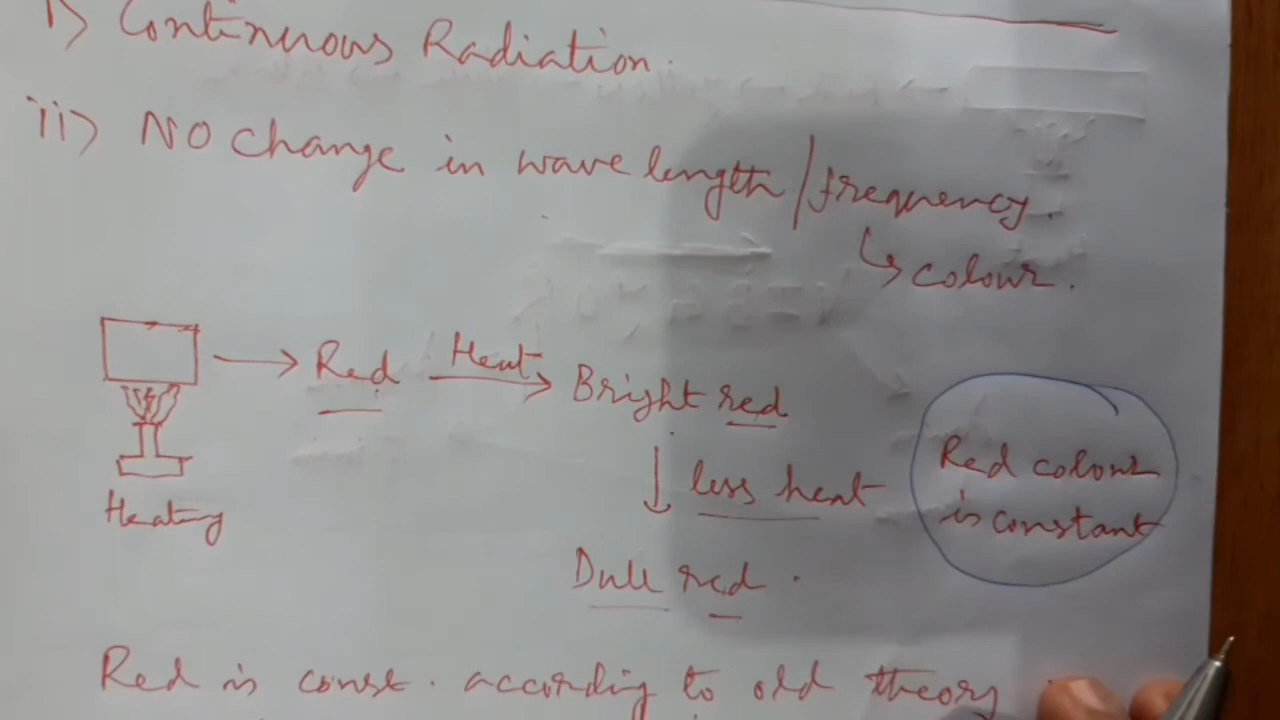 i) Continuous Radiation.
ii) NO change in wavelength/frequency.
↳ colour.
→ Red Heat → Bright red
↓ less heat
Dull red.
Heating
Red colour
is constant
Red is const. according to old theory